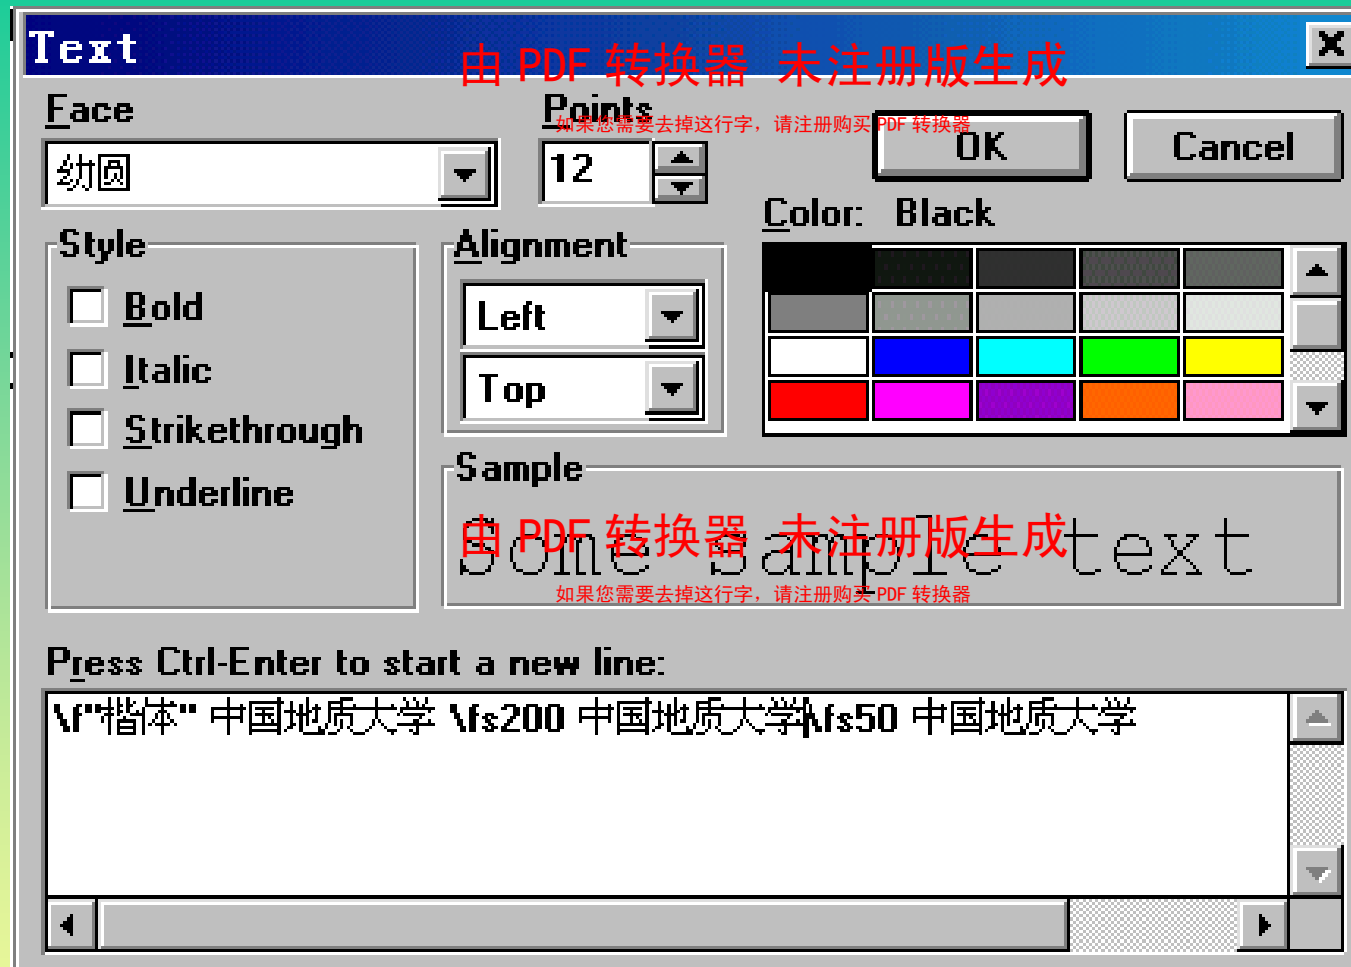 Text
由 PDF 转换器 未注册版生成
Face
Points
如果您需要去掉这行字，请注册购买 PDF 转换器
幼圆
12
OK
Cancel
Color: Black
Style
Bold
Italic
Strikethrough
Underline
Alignment
Left
Top
Sample
Some sample text
由 PDF 转换器 未注册版生成
如果您需要去掉这行字，请注册购买 PDF 转换器
Press Ctrl-Enter to start a new line:
\f"楷体" 中国地质大学 \fs200 中国地质大学\fs50 中国地质大学